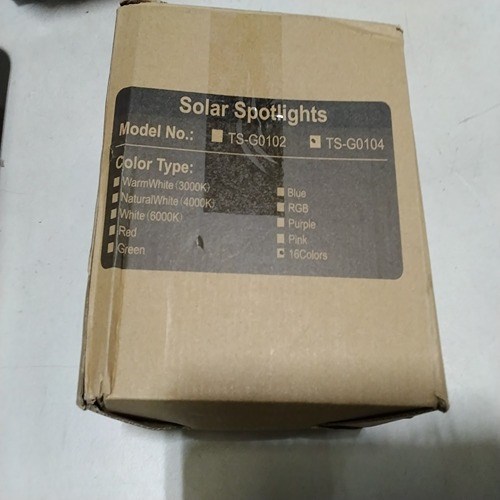 Solar Spotlights
Model No.: TS-G0102 TS-G0104
Color Type:
WarmWhite (3000K)
NaturalWhite (4000K)
White (6000K)
Red
Green
Blue
RGB
Purple
Pink
16Colors